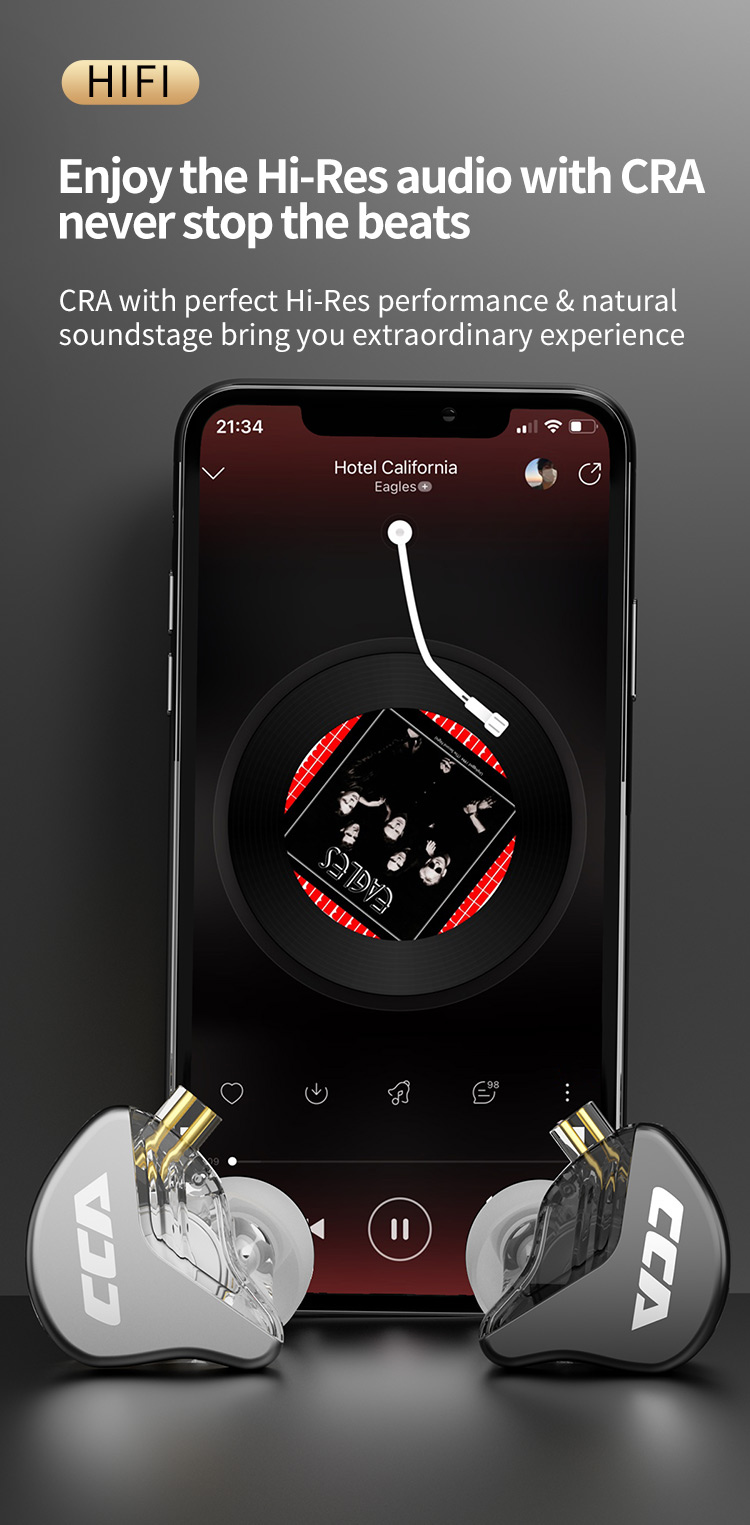 HIFI
Enjoy the Hi-Res audio with CRA
never stop the beats
CRA with perfect Hi-Res performance & natural
soundstage bring you extraordinary experience
21:34
Hotel California
Eagles
EAGLES
98
CCA
CCA